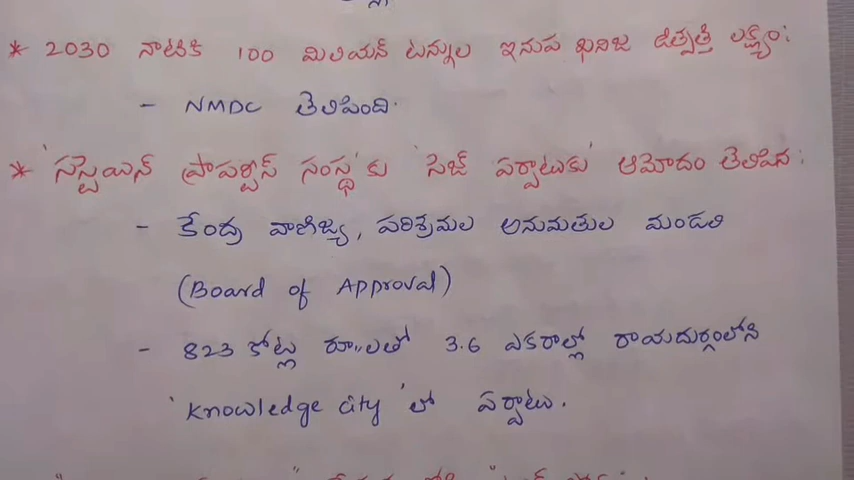 * 2030 నాటికి 100 మిలియన్ టన్నుల ఇనుప ఖనిజ ఉత్పత్తి లక్ష్యం:
- NMDC తెలిపింది.
* 'సస్టెయిన్ ప్రాపర్టీస్ సంస్థ'కు 'సెజ్ ఏర్పాటుకు' ఆమోదం తెలిపిన:
- కేంద్ర వాణిజ్య, పరిశ్రమల అనుమతుల మండలి
(Board of Approval)
- 823 కోట్ల రూ॥లతో 3.6 ఎకరాల్లో రాయదుర్గంలోని
'Knowledge city'లో ఏర్పాటు.